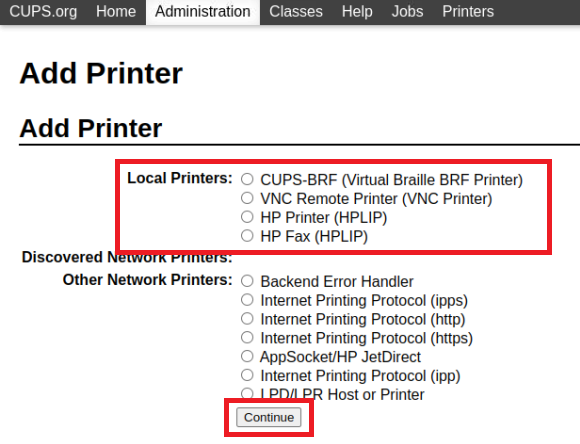 CUPS.org Home Administration Classes Help Jobs Printers
Add Printer
Add Printer
Local Printers: CUPS-BRF (Virtual Braille BRF Printer)
VNC Remote Printer (VNC Printer)
HP Printer (HPLIP)
HP Fax (HPLIP)
Discovered Network Printers:
Other Network Printers: Backend Error Handler
Internet Printing Protocol (ipps)
Internet Printing Protocol (http)
Internet Printing Protocol (https)
AppSocket/HP JetDirect
Internet Printing Protocol (ipp)
LPD/LPR Host or Printer
Continue